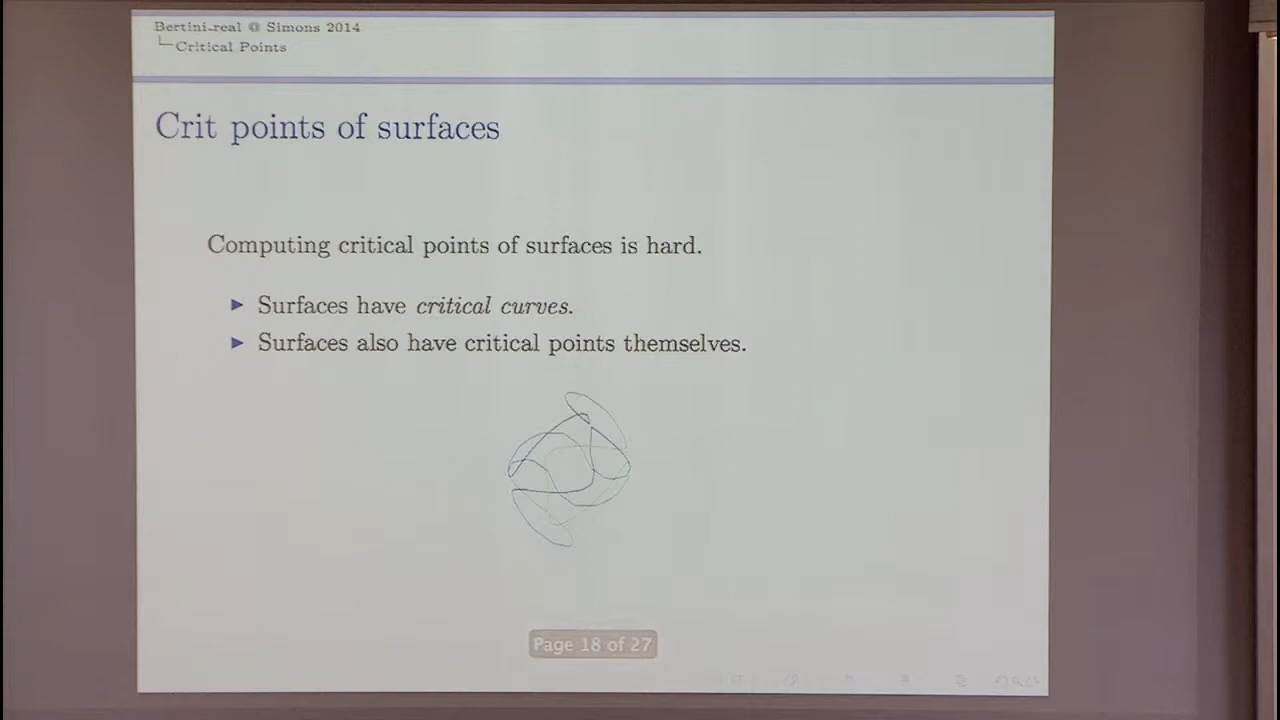 Bertini_real @ Simons 2014
Critical Points
Crit points of surfaces
Computing critical points of surfaces is hard.
▶ Surfaces have critical curves.
▶ Surfaces also have critical points themselves.
Page 18 of 27